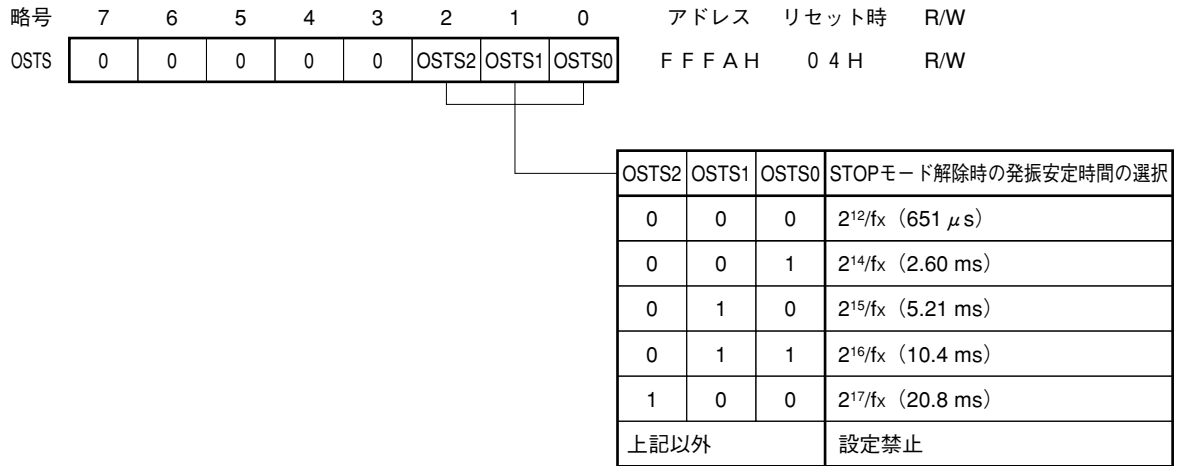 略号 7 6 5 4 3 2 1 0 アドレス リセット時 R/W
OSTS 0 0 0 0 0 OSTS2 OSTS1 OSTS0 FFFAH 04H R/W
OSTS2 OSTS1 OSTS0 STOPモード解除時の発振安定時間の選択
0 0 0 2¹²/fx（651 μs）
0 0 1 2¹⁴/fx（2.60 ms）
0 1 0 2¹⁵/fx（5.21 ms）
0 1 1 2¹⁶/fx（10.4 ms）
1 0 0 2¹⁷/fx（20.8 ms）
上記以外 設定禁止